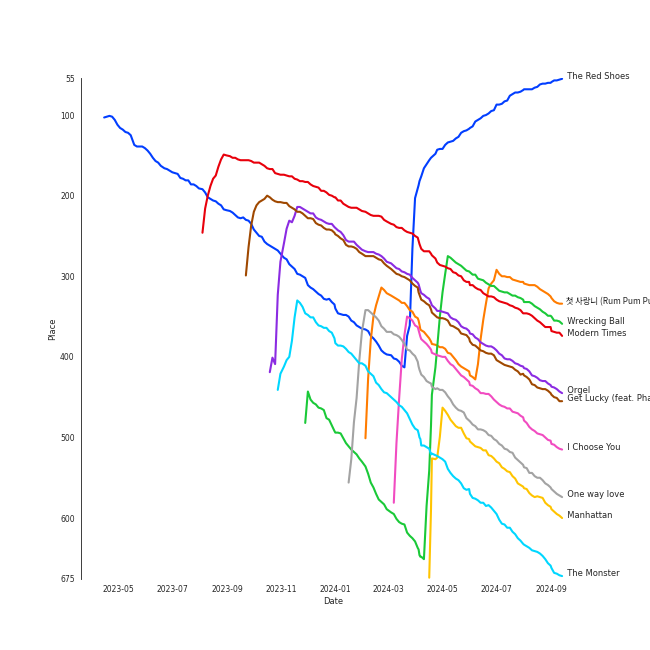 The Red Shoes
55
100
200
300
400
500
600
675
Place
첫 사랑니 (Rum Pum Pu
Wrecking Ball
Modern Times
Orgel
Get Lucky (feat. Pha
I Choose You
One way love
Manhattan
The Monster
2023-05
2023-07
2023-09
2023-11
2024-01
2024-03
2024-05
2024-07
2024-09
Date